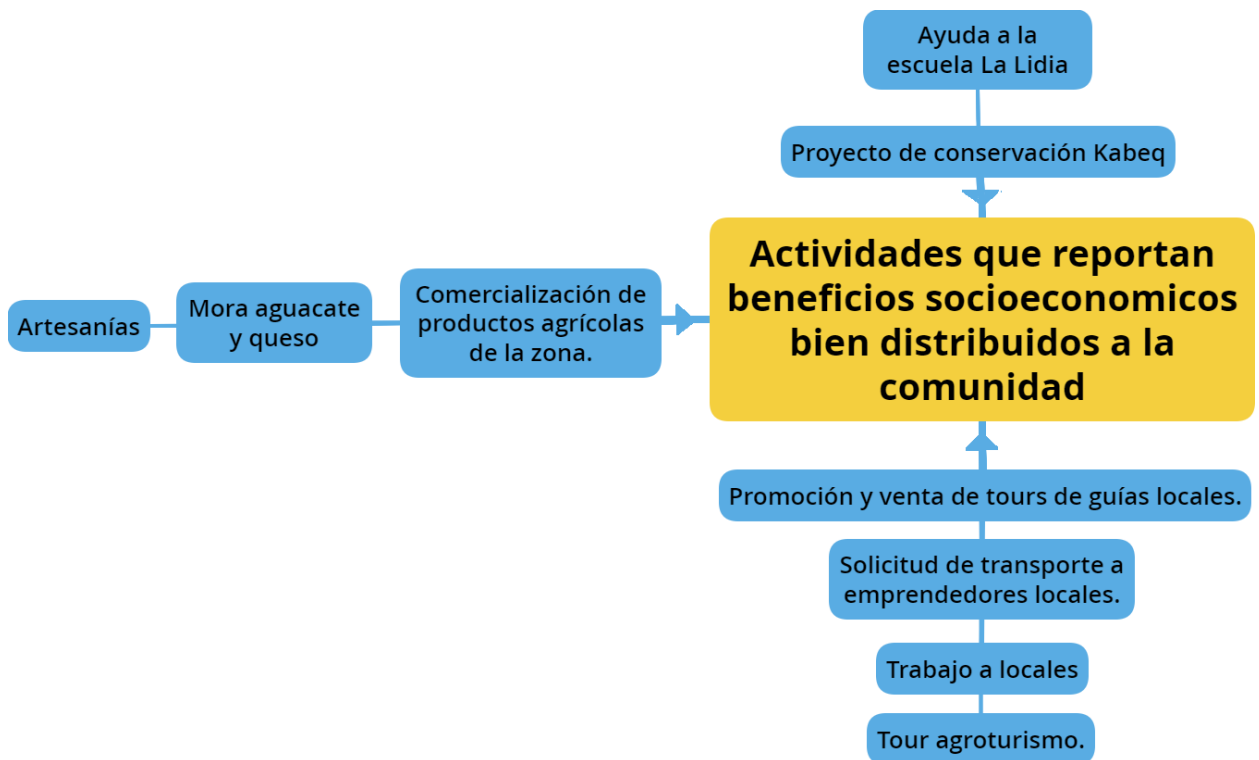 Ayuda a la
escuela La Lidia
Proyecto de conservación Kabeq
Actividades que reportan
beneficios socioeconomicos
bien distribuidos a la
comunidad
Artesanías
Mora aguacate
y queso
Comercialización de
productos agrícolas
de la zona.
Promoción y venta de tours de guías locales.
Solicitud de transporte a
emprendedores locales.
Trabajo a locales
Tour agroturismo.